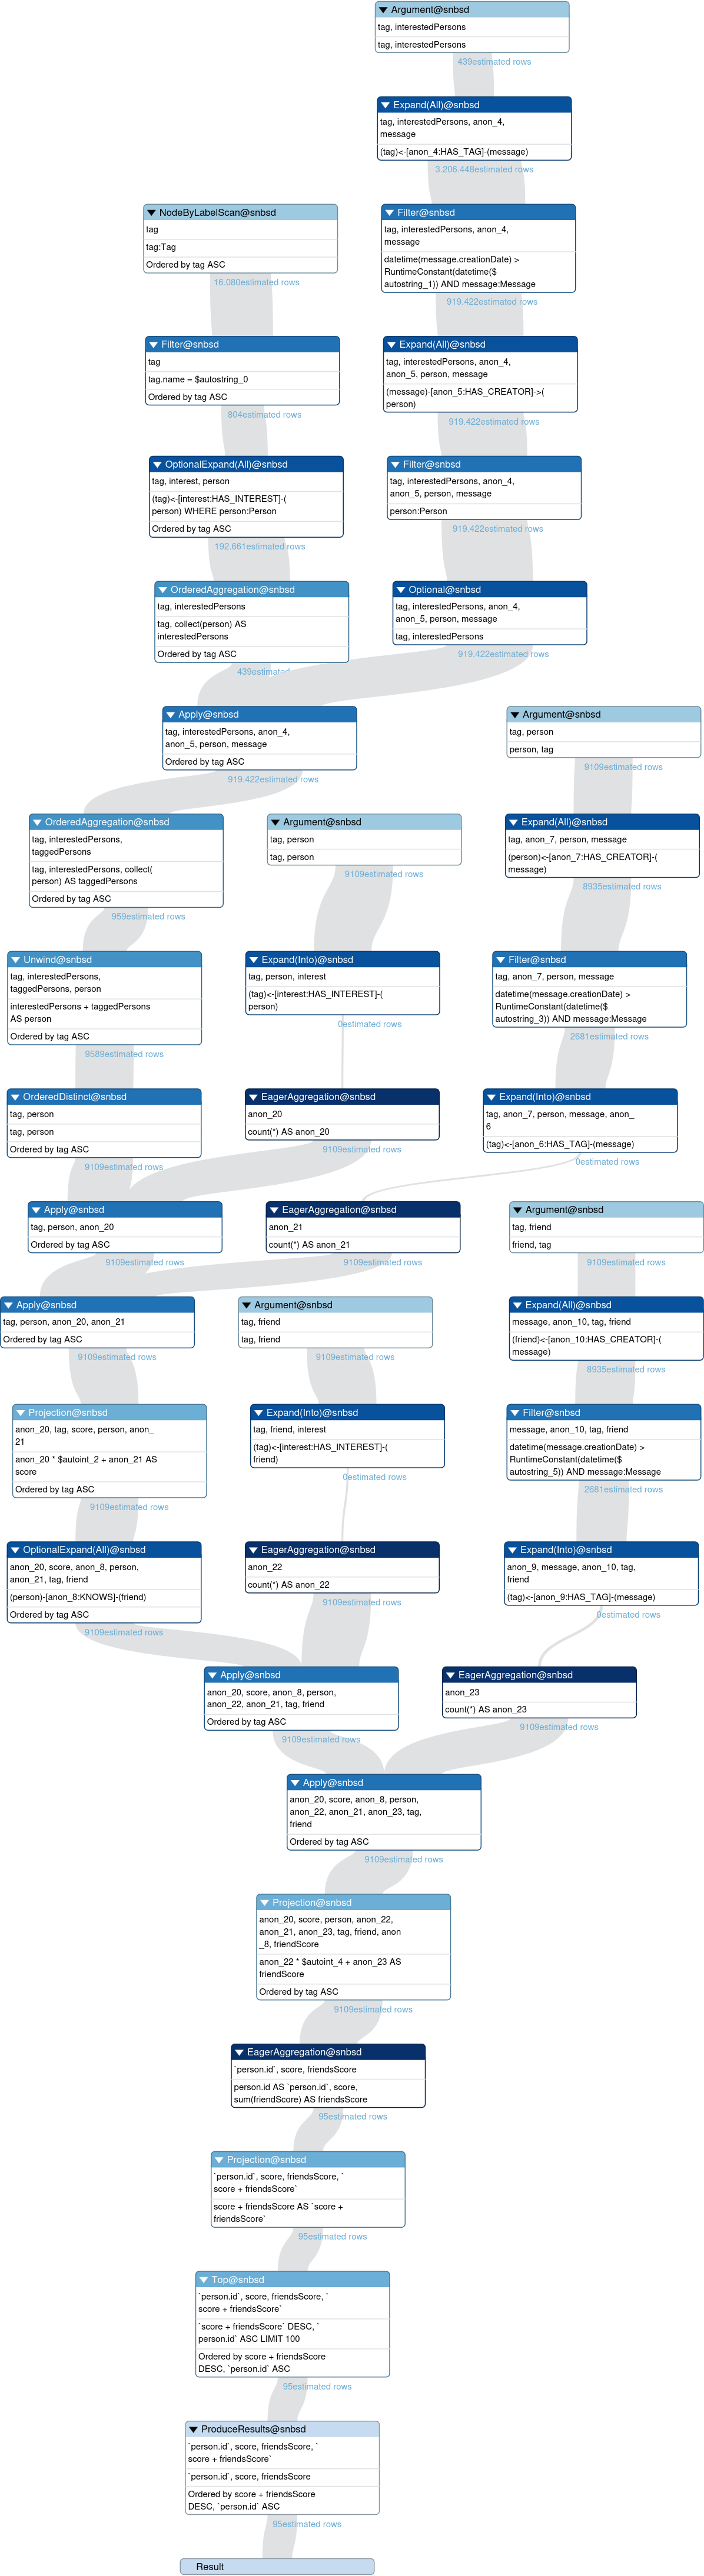 Argument@snbsd
tag, interestedPersons
tag, interestedPersons
439estimated rows
Expand(All)@snbsd
tag, interestedPersons, anon_4,
message
(tag)<-[anon_4:HAS_TAG]-(message)
3.206.448estimated rows
NodeByLabelScan@snbsd
tag
tag:Tag
Ordered by tag ASC
16.080estimated rows
Filter@snbsd
tag, interestedPersons, anon_4,
message
datetime(message.creationDate) >
RuntimeConstant(datetime($
autostring_1)) AND message:Message
919.422estimated rows
Filter@snbsd
tag
tag.name = $autostring_0
Ordered by tag ASC
804estimated rows
Expand(All)@snbsd
tag, interestedPersons, anon_4,
anon_5, person, message
(message)-[anon_5:HAS_CREATOR]->(
person)
919.422estimated rows
OptionalExpand(All)@snbsd
tag, interest, person
(tag)<-[interest:HAS_INTEREST]-(
person) WHERE person:Person
Ordered by tag ASC
192.661estimated rows
Filter@snbsd
tag, interestedPersons, anon_4,
anon_5, person, message
person:Person
919.422estimated rows
OrderedAggregation@snbsd
tag, interestedPersons
tag, collect(person) AS
interestedPersons
Ordered by tag ASC
439estimated
Optional@snbsd
tag, interestedPersons, anon_4,
anon_5, person, message
tag, interestedPersons
919.422estimated rows
Apply@snbsd
tag, interestedPersons, anon_4,
anon_5, person, message
Ordered by tag ASC
919.422estimated rows
Argument@snbsd
tag, person
person, tag
9109estimated rows
OrderedAggregation@snbsd
tag, interestedPersons,
taggedPersons
tag, interestedPersons, collect(
person) AS taggedPersons
Ordered by tag ASC
959estimated rows
Argument@snbsd
tag, person
tag, person
9109estimated rows
Expand(All)@snbsd
tag, anon_7, person, message
(person)<-[anon_7:HAS_CREATOR]-(
message)
8935estimated rows
Unwind@snbsd
tag, interestedPersons,
taggedPersons, person
interestedPersons + taggedPersons
AS person
Ordered by tag ASC
9589estimated rows
Expand(Into)@snbsd
tag, person, interest
(tag)<-[interest:HAS_INTEREST]-(
person)
0estimated rows
Filter@snbsd
tag, anon_7, person, message
datetime(message.creationDate) >
RuntimeConstant(datetime($
autostring_3)) AND message:Message
2681estimated rows
OrderedDistinct@snbsd
tag, person
tag, person
Ordered by tag ASC
9109estimated rows
EagerAggregation@snbsd
anon_20
count(*) AS anon_20
9109estimated rows
Expand(Into)@snbsd
tag, anon_7, person, message, anon_
6
(tag)<-[anon_6:HAS_TAG]-(message)
0estimated rows
Apply@snbsd
tag, person, anon_20
Ordered by tag ASC
9109estimated rows
EagerAggregation@snbsd
anon_21
count(*) AS anon_21
9109estimated rows
Argument@snbsd
tag, friend
friend, tag
9109estimated rows
Apply@snbsd
tag, person, anon_20, anon_21
Ordered by tag ASC
9109estimated rows
Argument@snbsd
tag, friend
tag, friend
9109estimated rows
Expand(All)@snbsd
message, anon_10, tag, friend
(friend)<-[anon_10:HAS_CREATOR]-(
message)
8935estimated rows
Projection@snbsd
anon_20, tag, score, person, anon_
21
anon_20 * $autoint_2 + anon_21 AS
score
Ordered by tag ASC
9109estimated rows
Expand(Into)@snbsd
tag, friend, interest
(tag)<-[interest:HAS_INTEREST]-(
friend)
0estimated rows
Filter@snbsd
message, anon_10, tag, friend
datetime(message.creationDate) >
RuntimeConstant(datetime($
autostring_5)) AND message:Message
2681estimated rows
OptionalExpand(All)@snbsd
anon_20, score, anon_8, person,
anon_21, tag, friend
(person)-[anon_8:KNOWS]-(friend)
Ordered by tag ASC
9109estimated rows
EagerAggregation@snbsd
anon_22
count(*) AS anon_22
9109estimated rows
Expand(Into)@snbsd
anon_9, message, anon_10, tag,
friend
(tag)<-[anon_9:HAS_TAG]-(message)
0estimated rows
Apply@snbsd
anon_20, score, anon_8, person,
anon_22, anon_21, tag, friend
Ordered by tag ASC
9109estimated rows
EagerAggregation@snbsd
anon_23
count(*) AS anon_23
9109estimated rows
Apply@snbsd
anon_20, score, anon_8, person,
anon_22, anon_21, anon_23, tag,
friend
Ordered by tag ASC
9109estimated rows
Projection@snbsd
anon_20, score, person, anon_22,
anon_21, anon_23, tag, friend, anon
_8, friendScore
anon_22 * $autoint_4 + anon_23 AS
friendScore
Ordered by tag ASC
9109estimated rows
EagerAggregation@snbsd
`person.id`, score, friendsScore
person.id AS `person.id`, score,
sum(friendScore) AS friendsScore
95estimated rows
Projection@snbsd
`person.id`, score, friendsScore, `
score + friendsScore`
score + friendsScore AS `score +
friendsScore`
95estimated rows
Top@snbsd
`person.id`, score, friendsScore, `
score + friendsScore`
`score + friendsScore` DESC, `
person.id` ASC LIMIT 100
Ordered by score + friendsScore
DESC, `person.id` ASC
95estimated rows
ProduceResults@snbsd
`person.id`, score, friendsScore, `
score + friendsScore`
`person.id`, score, friendsScore
Ordered by score + friendsScore
DESC, `person.id` ASC
95estimated rows
Result